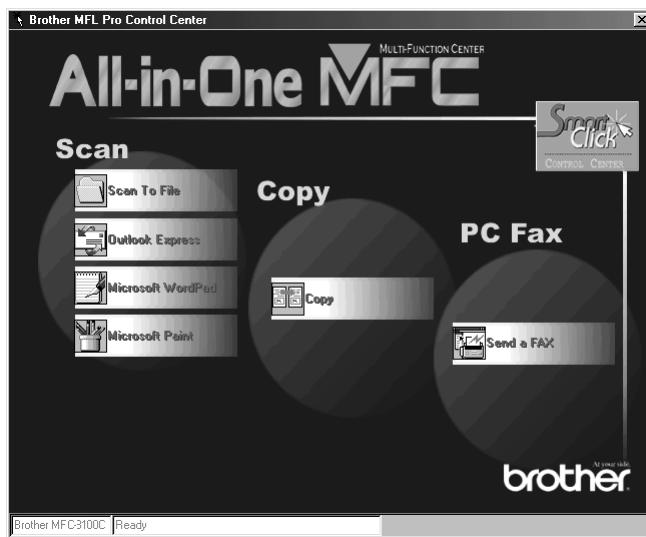 Brother MFL Pro Control Center
MULTI-FUNCTION CENTER
All-in-One MFC
Smart Click
CONTROL CENTER
Scan
Scan To File
Outlook Express
Microsoft WordPad
Microsoft Paint
Copy
Copy
PC Fax
Send a FAX
At your side.
brother
Brother MFC-3100C
Ready